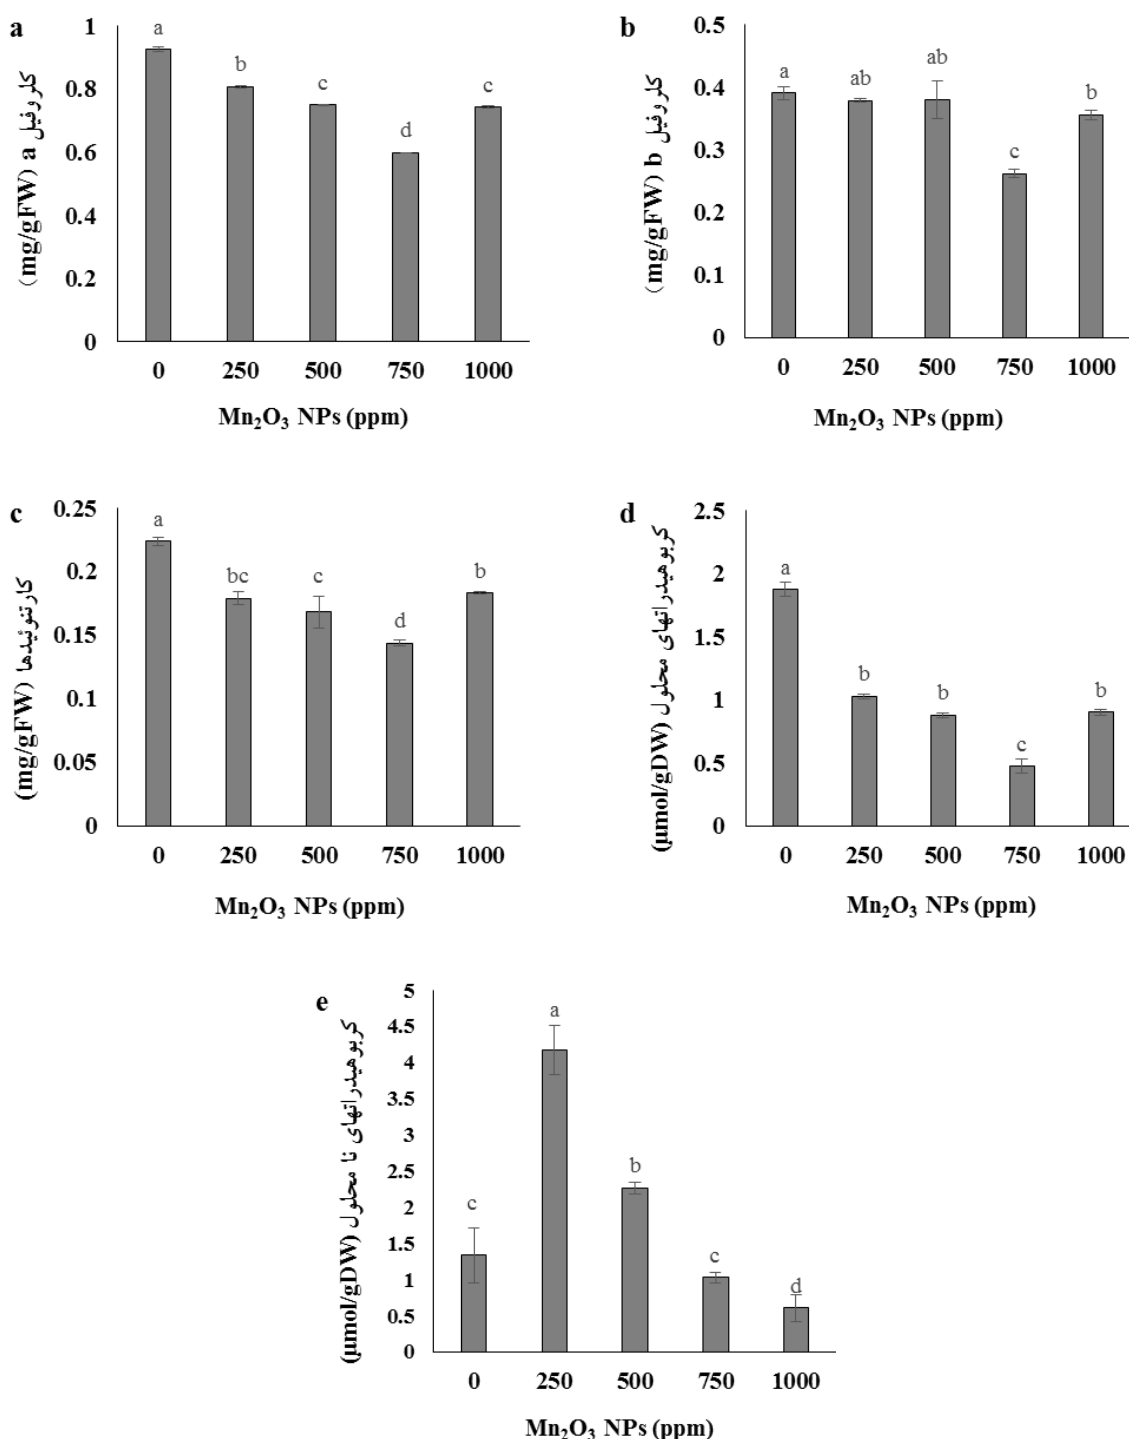 a
کلروفیل a (mg/gFW)
1
0.8
0.6
0.4
0.2
0
a
b
c
d
c
0 250 500 750 1000
Mn₂O₃ NPs (ppm)
b
کلروفیل b (mg/gFW)
0.5
0.4
0.3
0.2
0.1
0
a
ab
ab
c
b
0 250 500 750 1000
Mn₂O₃ NPs (ppm)
c
کارتنوئیدها (mg/gFW)
0.25
0.2
0.15
0.1
0.05
0
a
bc
c
d
b
0 250 500 750 1000
Mn₂O₃ NPs (ppm)
d
کربوهیدراتهای محلول (µmol/gDW)
2.5
2
1.5
1
0.5
0
a
b
b
c
b
0 250 500 750 1000
Mn₂O₃ NPs (ppm)
e
کربوهیدراتهای نا محلول (µmol/gDW)
5
4.5
4
3.5
3
2.5
2
1.5
1
0.5
0
c
a
b
c
d
0 250 500 750 1000
Mn₂O₃ NPs (ppm)